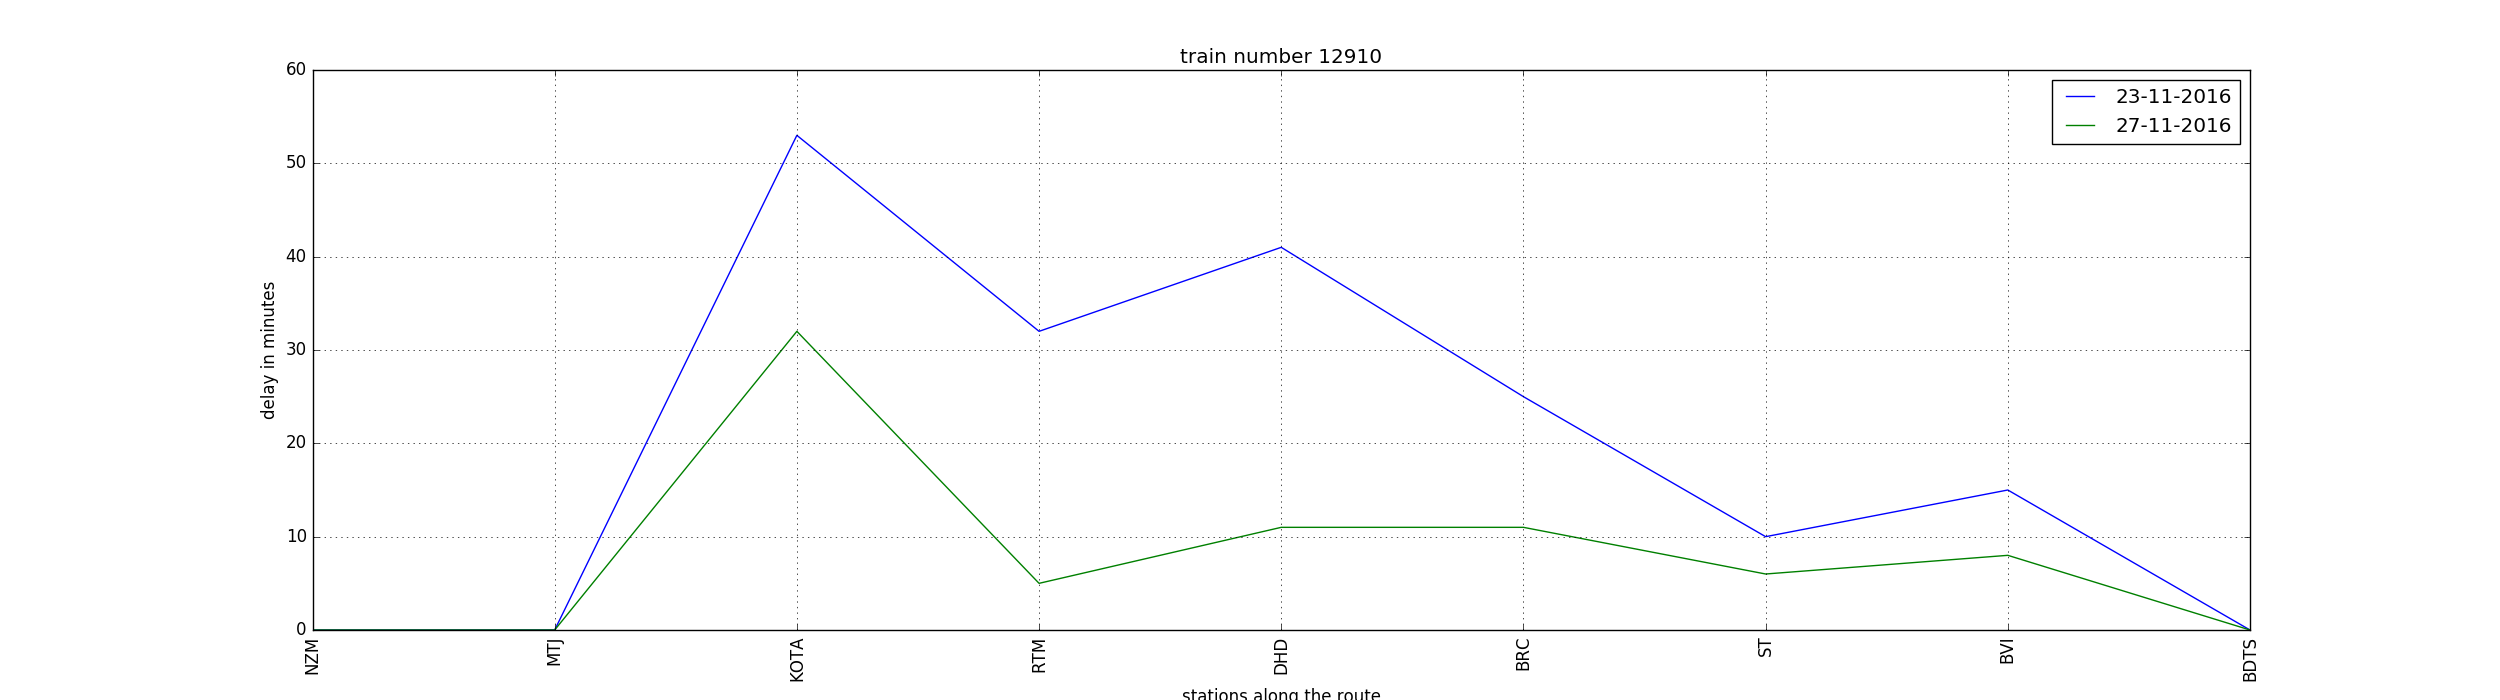 train number 12910
23-11-2016
27-11-2016
60
50
40
30
20
10
0
delay in minutes
NZM
MTJ
KOTA
RTM
DHD
BRC
ST
BVI
BDTS
stations along the route